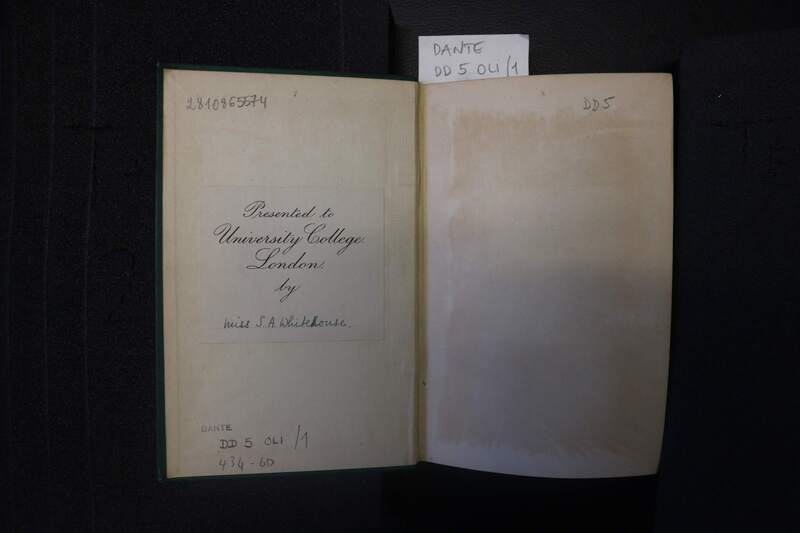 DANTE
DD 5 OLI/1
2810865574
Presented to
University College
London
by
Miss S.A. Whitehouse.
DANTE
DD 5 OLI /1
434-60
DD5